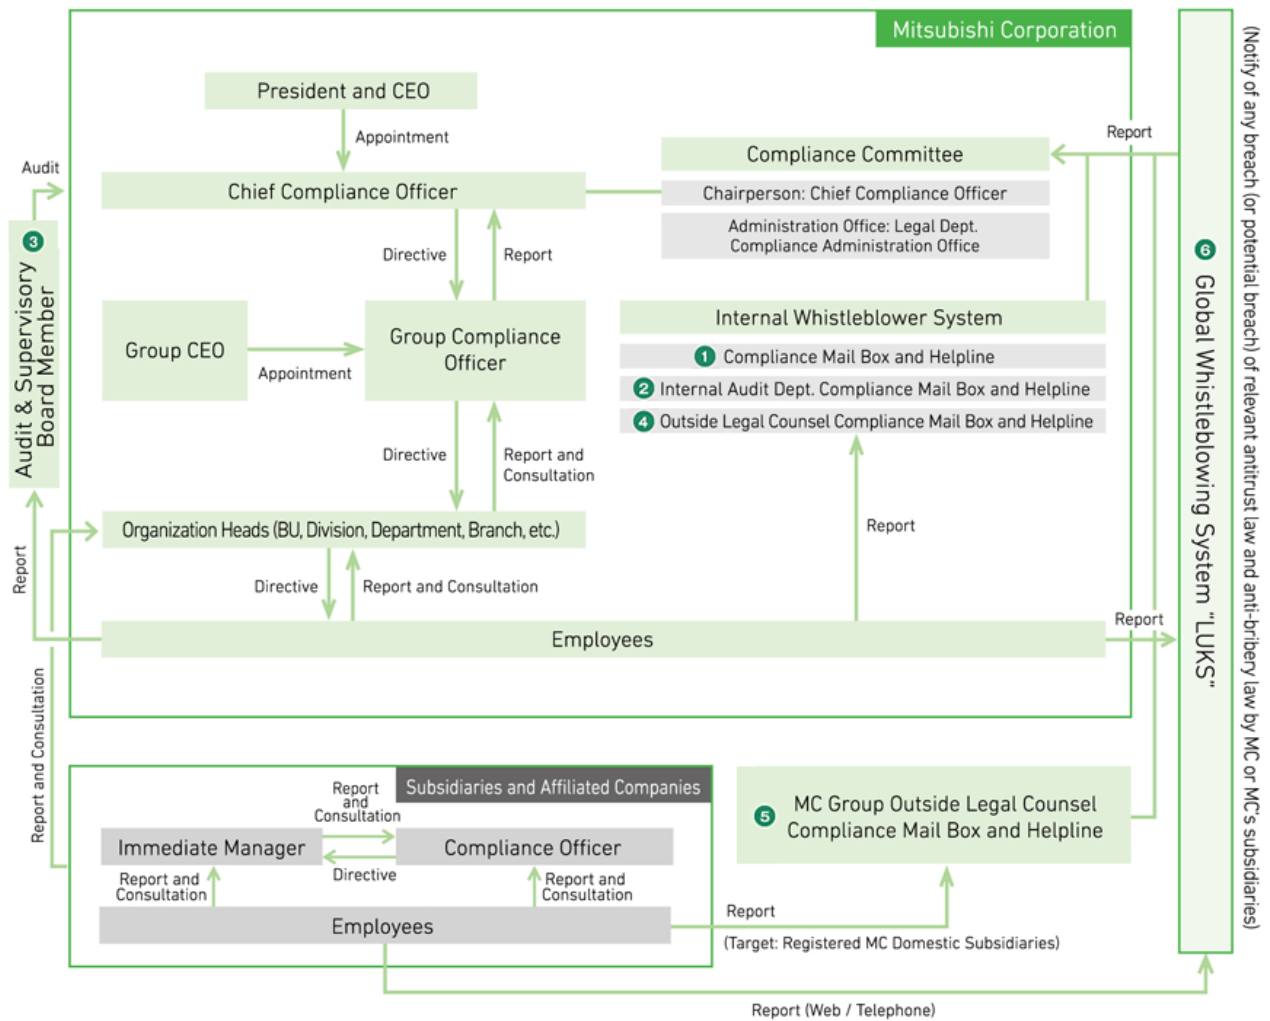 Mitsubishi Corporation
President and CEO
Appointment
Report
Compliance Committee
Audit
Chief Compliance Officer
Chairperson: Chief Compliance Officer
Administration Office: Legal Dept.
Compliance Administration Office
Directive
Report
3
Audit & Supervisory
Board Member
Group CEO
Appointment
Group Compliance
Officer
Internal Whistleblower System
1 Compliance Mail Box and Helpline
2 Internal Audit Dept. Compliance Mail Box and Helpline
4 Outside Legal Counsel Compliance Mail Box and Helpline
Directive
Report and
Consultation
Organization Heads (BU, Division, Department, Branch, etc.)
Report
Report
Directive
Report and Consultation
Employees
Report
6 Global Whistleblowing System "LUKS"
(Notify of any breach (or potential breach) of relevant antitrust law and anti-bribery law by MC or MC's subsidiaries)
Report and Consultation
Subsidiaries and Affiliated Companies
Report
and
Consultation
Immediate Manager
Compliance Officer
Directive
Report and
Consultation
Report and
Consultation
Employees
5 MC Group Outside Legal Counsel
Compliance Mail Box and Helpline
Report
(Target: Registered MC Domestic Subsidiaries)
Report (Web / Telephone)